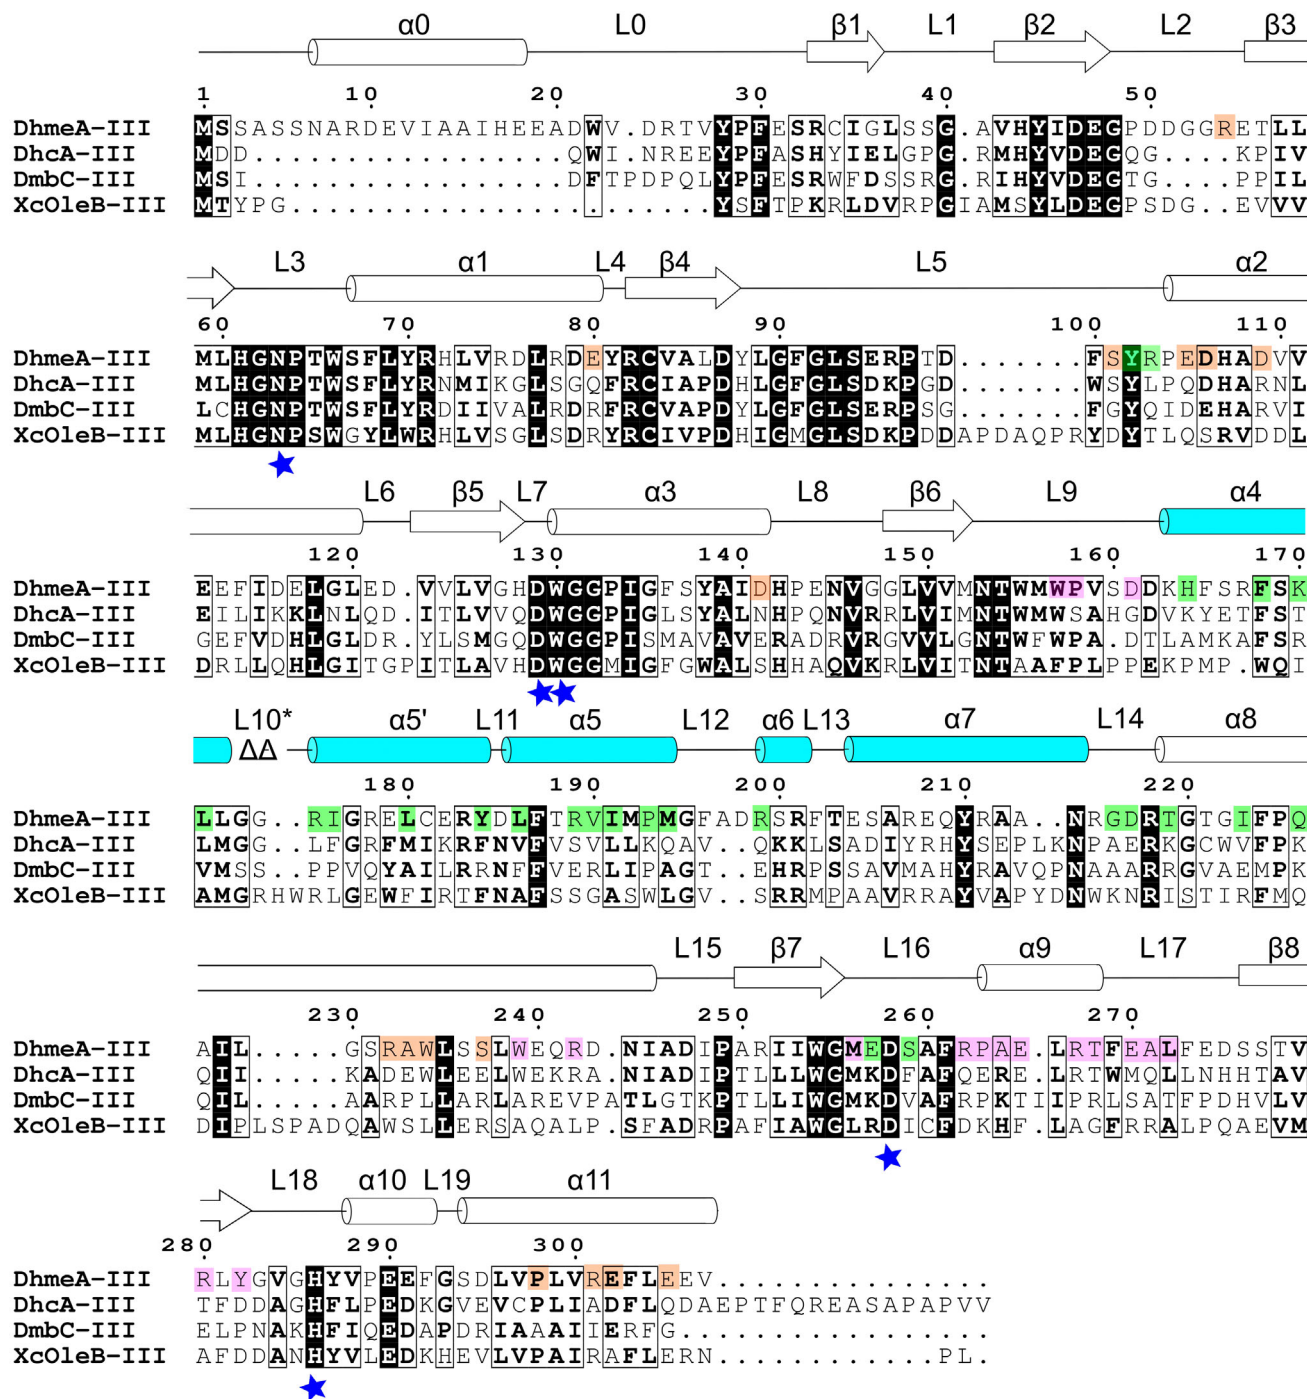 α0 L0 β1 L1 β2 L2 β3
1 10 20 30 40 50
DhmeA-III MSSASSNARDEVIAAIHEEADWV.DRTVYPFESRCIGLSSG.AVHYIDEGPDDGGRETLL
DhcA-III MDD.................QWI.NREEYPFASHYIELGPG.RMHYVDEGQG....KPIV
DmbC-III MSI.................DFTPDPQLYPFESRWFDSSRG.RIHYVDEGTG....PPIL
XcOleB-III MTYPG.......................YSFTPKRLDVRPGIAMSYLDEGPSDG..EVVV
L3 α1 L4 β4 L5 α2
60 70 80 90 100 110
DhmeA-III MLHGNPTWSFLYRHLVRDLRDEYRCVALDYLGFGLSERPTD.......FSYRPEDHADVV
DhcA-III MLHGNPTWSFLYRNMIKGLSGQFRCIAPDHLGFGLSDKPGD.......WSYLPQDHARNL
DmbC-III LCHGNPTWSFLYRDIIVALRDRFRCVAPDYLGFGLSERPSG.......FGYQIDEHARVI
XcOleB-III MLHGNPSWGYLWRHLVSGLSDRYRCIVPDHIGMGLSDKPDDAPDAQPRYDYTLQSRVDDL
L6 β5 L7 α3 L8 β6 L9 α4
120 130 140 150 160 170
DhmeA-III EEFIDELGLED.VVLVGHDWGGPIGFSYAIDHPENVGGLVVMNTWMWPVSDDKHFSRFSK
DhcA-III EILIKKLNLQD.ITLVVQDWGGPIGLSYALNHPQNVRRLVIMNTWMWSAHGDVKYETFST
DmbC-III GEFVDHLGLDR.YLSMGQDWGGPISMAVAVERADRVRGVVLGNTWFWPA.DTLAMKAFSR
XcOleB-III DRLLQHLGITGPITLAVHDWGGMIGFGWALSHHAQVKRLVITNTAAFPLPPEKPMP.WQI
L10* α5' L11 α5 L12 α6 L13 α7 L14 α8
ΔΔ
180 190 200 210 220
DhmeA-III LLGG..RIGRELCERYDLFTRVIMPMGFADRSRFTESAREQYRAA..NRGDRTGTGIFPQ
DhcA-III LMGG..LFGRFMIKRFNVFVSVLLKQAV..QKKLSADIYRHYSEPLKNPAERKGCWVFPK
DmbC-III VMSS..PPVQYAILRRNFFVERLIPAGT..EHRPSSAVMAHYRAVQPNAAARRGVAEMPK
XcOleB-III AMGRHWRLGEWFIRTFNAFSSGASWLGV..SRRMPAAVRRAYVAPYDNWKNRISTIRFMQ
L15 β7 L16 α9 L17 β8
230 240 250 260 270
DhmeA-III AIL.....GSRAWLSSLWEQRD.NIADIPARIIWGMEDSAFRPAE.LRTFEALFEDSSTV
DhcA-III QII.....KADEWLEELWEKRA.NIADIPTLLLWGMKDFAFQERE.LRTWMQLLNHHTAV
DmbC-III QIL.....AARPLLARLAREVPATLGTKPTLLIWGMKDVAFRPKTIIPRLSATFPDHVLV
XcOleB-III DIPLSPADQAWSLLERSAQALP.SFADRPAFIAWGLRDICFDKHF.LAGFRRALPQAEVM
L18 α10 L19 α11
280 290 300
DhmeA-III RLYGVGHYVPEEFGSDLVPLVREFLEEV...............
DhcA-III TFDDAGHFLPEDKGVEVCPLIADFLQDAEPTFQREASAPAPVV
DmbC-III ELPNAKHFIQEDAPDRIAAAIIERFG.................
XcOleB-III AFDDANHYVLEDKHEVLVPAIRAFLERN............PL.